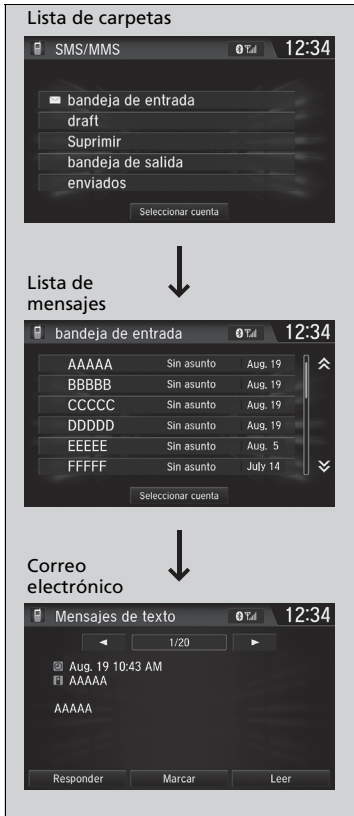 Lista de carpetas
SMS/MMS 12:34
bandeja de entrada
draft
Suprimir
bandeja de salida
enviados
Seleccionar cuenta
Lista de
mensajes
bandeja de entrada 12:34
AAAAA Sin asunto Aug. 19
BBBBB Sin asunto Aug. 19
CCCCC Sin asunto Aug. 19
DDDDD Sin asunto Aug. 19
EEEEE Sin asunto Aug. 5
FFFFF Sin asunto July 14
Seleccionar cuenta
Correo
electrónico
Mensajes de texto 12:34
1/20
Aug. 19 10:43 AM
AAAAA
AAAAA
Responder Marcar Leer